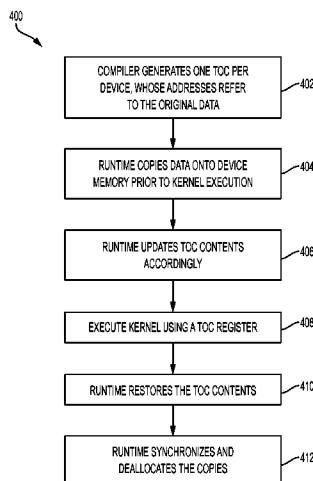 400
COMPILER GENERATES ONE TOC PER
DEVICE, WHOSE ADDRESSES REFER
TO THE ORIGINAL DATA
402
RUNTIME COPIES DATA ONTO DEVICE
MEMORY PRIOR TO KERNEL EXECUTION
404
RUNTIME UPDATES TOC CONTENTS
ACCORDINGLY
406
EXECUTE KERNEL USING A TOC REGISTER
408
RUNTIME RESTORES THE TOC CONTENTS
410
RUNTIME SYNCHRONIZES AND
DEALLOCATES THE COPIES
412